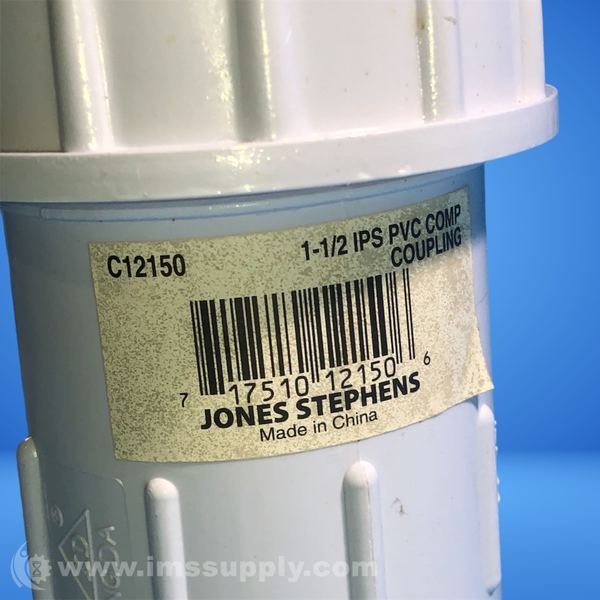 C12150
1-1/2 IPS PVC COMP
COUPLING
7 17510 12150 6
JONES STEPHENS
Made in China
www.imssupply.com